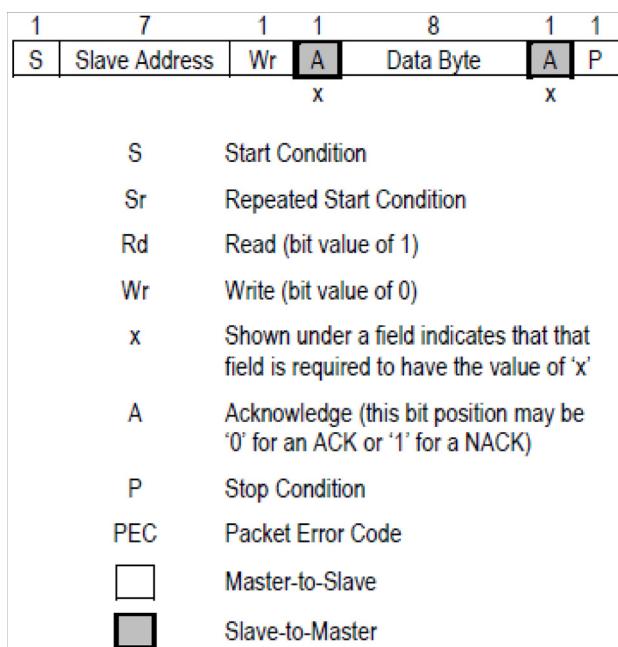 1 7 1 1 8 1 1
S Slave Address Wr A Data Byte A P
x x
S Start Condition
Sr Repeated Start Condition
Rd Read (bit value of 1)
Wr Write (bit value of 0)
x Shown under a field indicates that that
field is required to have the value of ‘x’
A Acknowledge (this bit position may be
‘0’ for an ACK or ‘1’ for a NACK)
P Stop Condition
PEC Packet Error Code
Master-to-Slave
Slave-to-Master